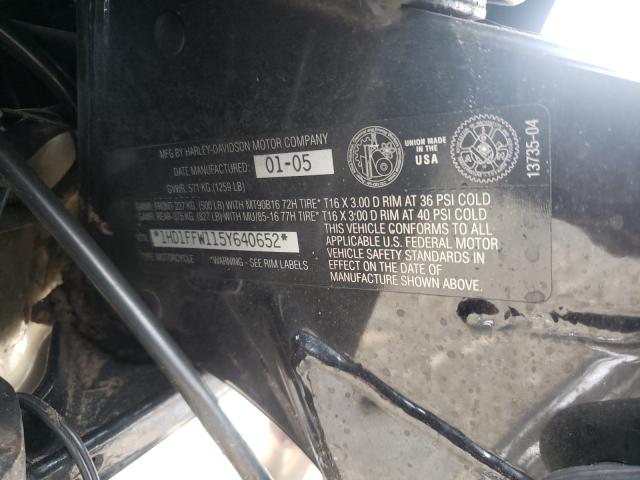 MFG BY HARLEY-DAVIDSON MOTOR COMPANY
DATE MANUFACTURED: 01-05
GVWR. 571 KG (1259 LB)
GAWR: FRONT-227 KG (500 LB) WITH MT90B16 72H TIRE* T16 X 3.00 D RIM AT 36 PSI COLD
GAWR: REAR-375 KG (827 LB) WITH MU/85-16 77H TIRE* T16 X 3:00 D RIM AT 40 PSI COLD
*1HD1FFW115Y640652*
THIS VEHICLE CONFORMS TO ALL
APPLICABLE U.S. FEDERAL MOTOR
VEHICLE SAFETY STANDARDS IN
EFFECT ON THE DATE OF
MANUFACTURE SHOWN ABOVE.
TYPE: MOTORCYCLE *WARNING - SEE RIM LABELS
UNION MADE IN THE
USA
13735-04